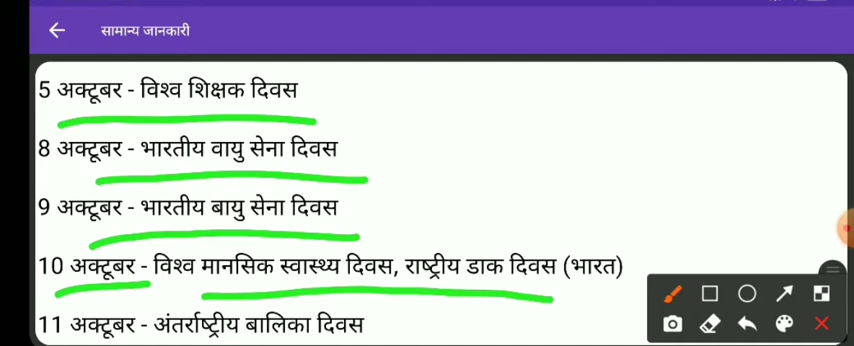 सामान्य जानकारी
5 अक्टूबर - विश्व शिक्षक दिवस
8 अक्टूबर - भारतीय वायु सेना दिवस
9 अक्टूबर - भारतीय बायु सेना दिवस
10 अक्टूबर - विश्व मानसिक स्वास्थ्य दिवस, राष्ट्रीय डाक दिवस (भारत)
11 अक्टूबर - अंतर्राष्ट्रीय बालिका दिवस